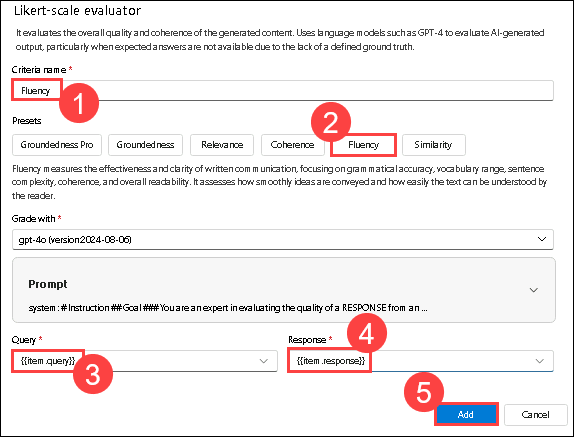 Likert-scale evaluator
It evaluates the overall quality and coherence of the generated content. Uses language models such as GPT-4 to evaluate AI-generated
output, particularly when expected answers are not available due to the lack of a defined ground truth.
Criteria name *
Fluency
1
Presets
2
Groundedness Pro Groundedness Relevance Coherence Fluency Similarity
Fluency measures the effectiveness and clarity of written communication, focusing on grammatical accuracy, vocabulary range, sentence
complexity, coherence, and overall readability. It assesses how smoothly ideas are conveyed and how easily the text can be understood by
the reader.
Grade with *
gpt-4o (version:2024-08-06)
Prompt
system : # Instruction ## Goal ### You are an expert in evaluating the quality of a RESPONSE from an ...
Query * Response * 4
{{item.query}} 3 {{item.response}}
5 Add Cancel